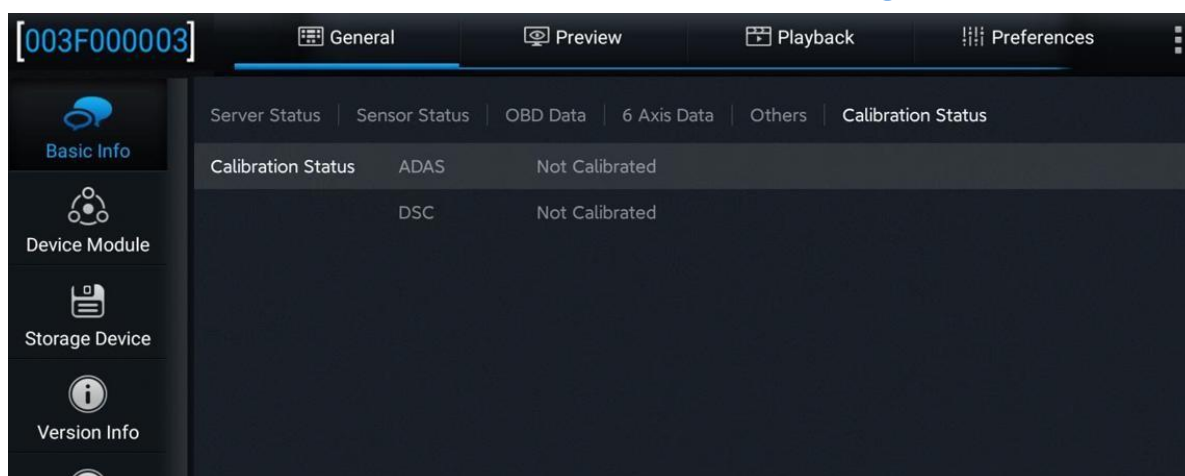 [003F000003]
General
Preview
Playback
Preferences
Basic Info
Device Module
Storage Device
Version Info
Server Status | Sensor Status | OBD Data | 6 Axis Data | Others | Calibration Status
Calibration Status ADAS Not Calibrated
DSC Not Calibrated